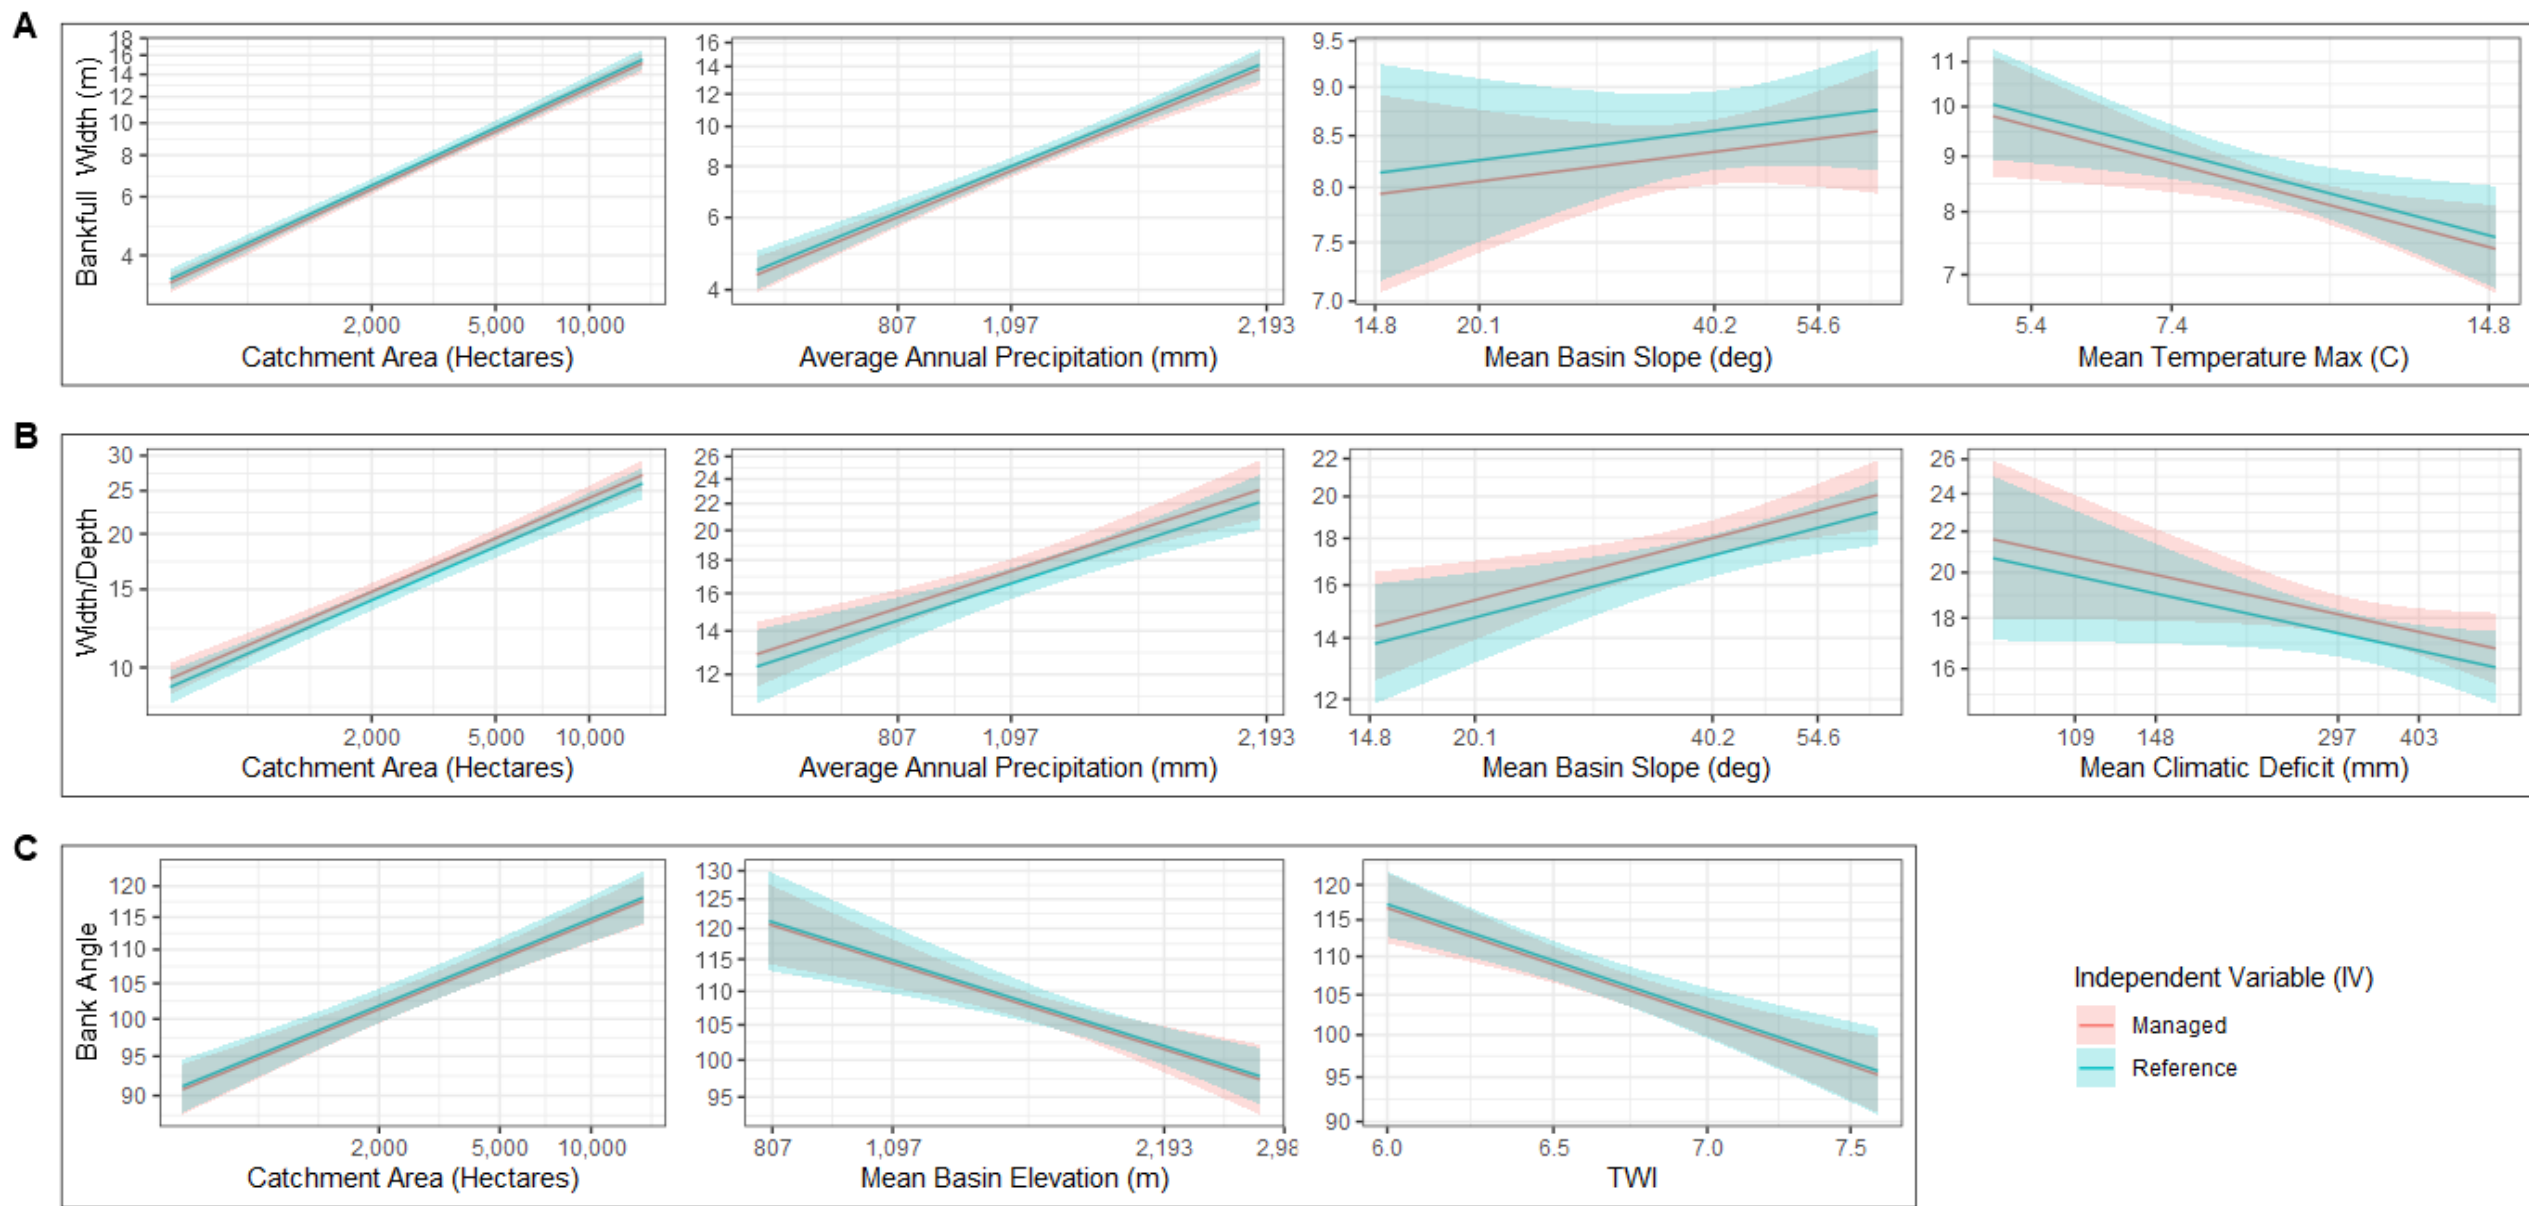 A
Bankfull Width (m)
18
16
14
12
10
8
6
4
2,000 5,000 10,000
Catchment Area (Hectares)
16
14
12
10
8
6
4
807 1,097 2,193
Average Annual Precipitation (mm)
9.5
9.0
8.5
8.0
7.5
7.0
14.8 20.1 40.2 54.6
Mean Basin Slope (deg)
11
10
9
8
7
5.4 7.4 14.8
Mean Temperature Max (C)
B
Width/Depth
30
25
20
15
10
2,000 5,000 10,000
Catchment Area (Hectares)
26
24
22
20
18
16
14
12
807 1,097 2,193
Average Annual Precipitation (mm)
22
20
18
16
14
12
14.8 20.1 40.2 54.6
Mean Basin Slope (deg)
26
24
22
20
18
16
109 148 297 403
Mean Climatic Deficit (mm)
C
Bank Angle
120
115
110
105
100
95
90
2,000 5,000 10,000
Catchment Area (Hectares)
130
125
120
115
110
105
100
95
807 1,097 2,193 2,98
Mean Basin Elevation (m)
120
115
110
105
100
95
90
6.0 6.5 7.0 7.5
TWI
Independent Variable (IV)
Managed
Reference